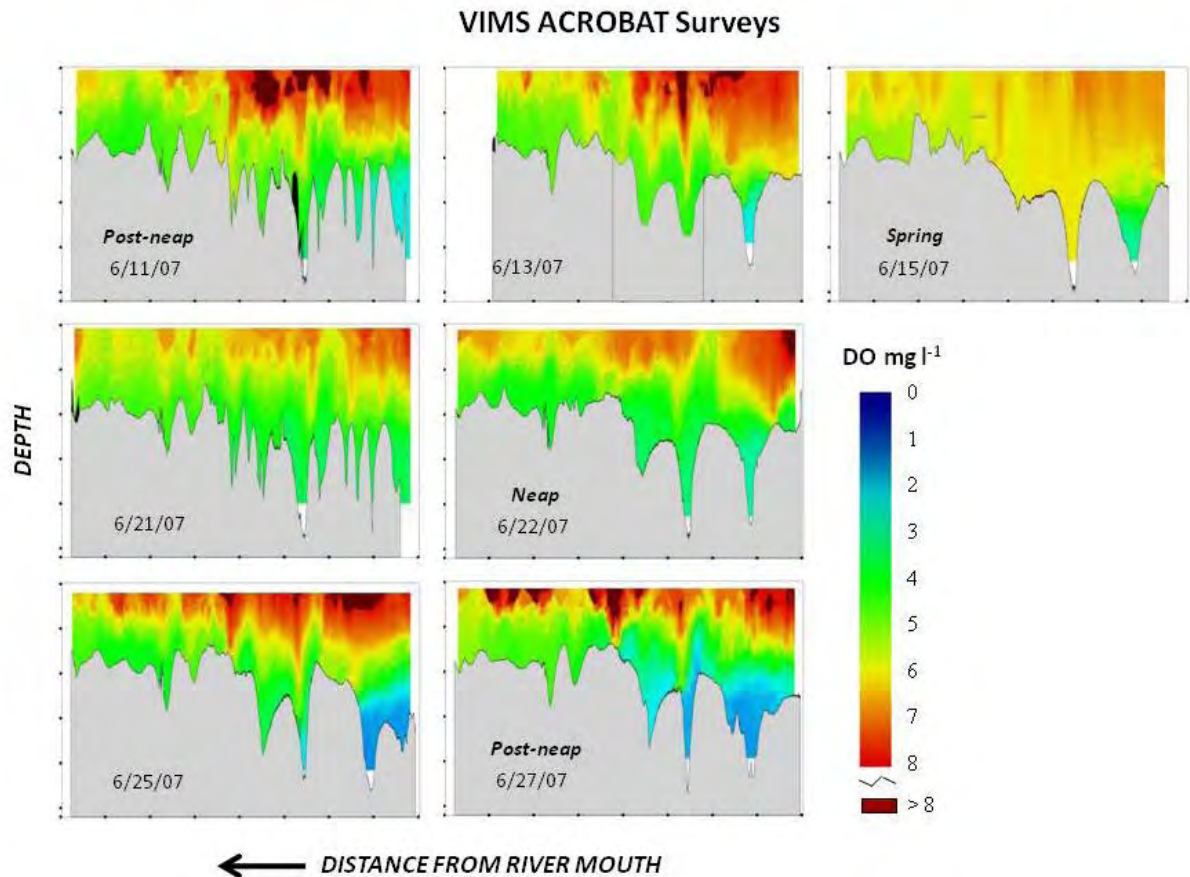 VIMS ACROBAT Surveys
Post-neap
6/11/07
6/13/07
Spring
6/15/07
DEPTH
6/21/07
Neap
6/22/07
DO mg l-1
0
1
2
3
4
5
6
7
8
> 8
6/25/07
Post-neap
6/27/07
DISTANCE FROM RIVER MOUTH